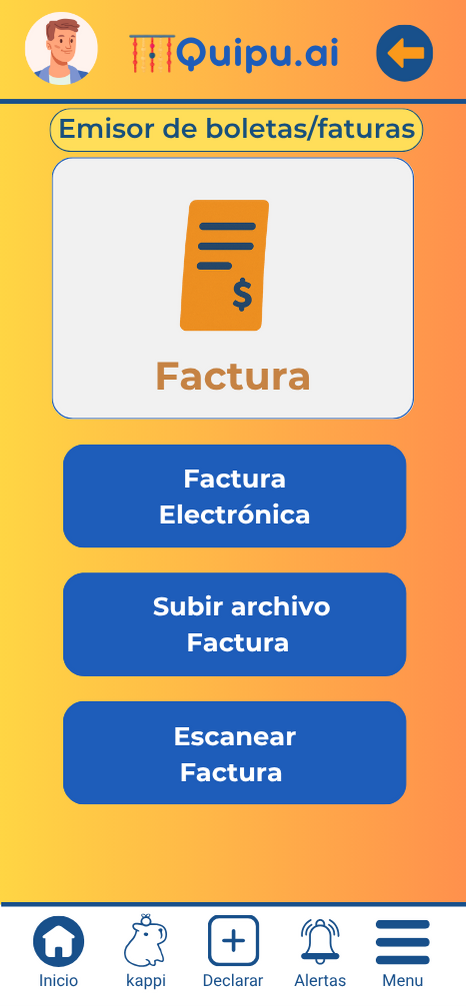 Quipu.ai
Emisor de boletas/faturas
$
Factura
Factura
Electrónica
Subir archivo
Factura
Escanear
Factura
Inicio
kappi
Declarar
Alertas
Menu